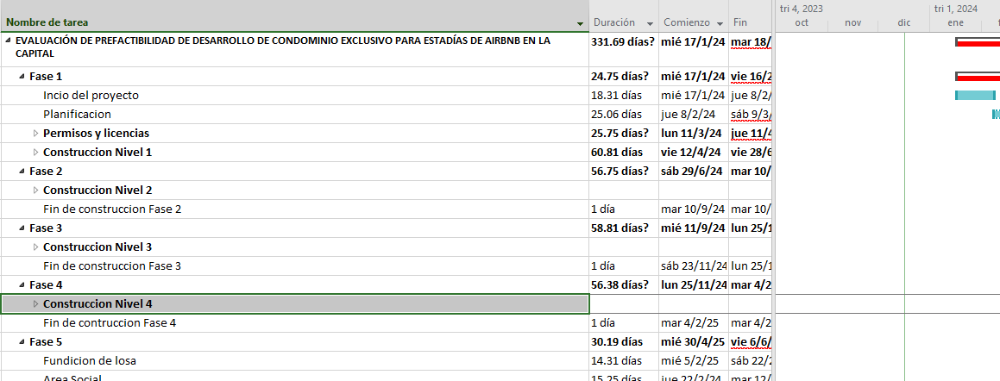 tri 4, 2023 tri 1, 2024
Nombre de tarea Duración Comienzo Fin oct nov dic ene
EVALUACIÓN DE PREFACTIBILIDAD DE DESARROLLO DE CONDOMINIO EXCLUSIVO PARA ESTADÍAS DE AIRBNB EN LA 331.69 días? mié 17/1/24 mar 18/
CAPITAL
Fase 1 24.75 días? mié 17/1/24 vie 16/2
Incio del proyecto 18.31 días mié 17/1/24 jue 8/2/
Planificacion 25.06 días jue 8/2/24 sáb 9/3/
Permisos y licencias 25.75 días? lun 11/3/24 jue 11/4
Construccion Nivel 1 60.81 días vie 12/4/24 vie 28/6
Fase 2 56.75 días? sáb 29/6/24 mar 10/
Construccion Nivel 2
Fin de construccion Fase 2 1 día mar 10/9/24 mar 10/
Fase 3 58.81 días? mié 11/9/24 lun 25/1
Construccion Nivel 3
Fin de construccion Fase 3 1 día sáb 23/11/24 lun 25/1
Fase 4 56.38 días? lun 25/11/24 mar 4/2
Construccion Nivel 4
Fin de contruccion Fase 4 1 día mar 4/2/25 mar 4/2
Fase 5 30.19 días mié 30/4/25 vie 6/6/
Fundicion de losa 14.31 días mié 5/2/25 sáb 22/
Area Social 15.25 días jue 22/2/24 mar 12/